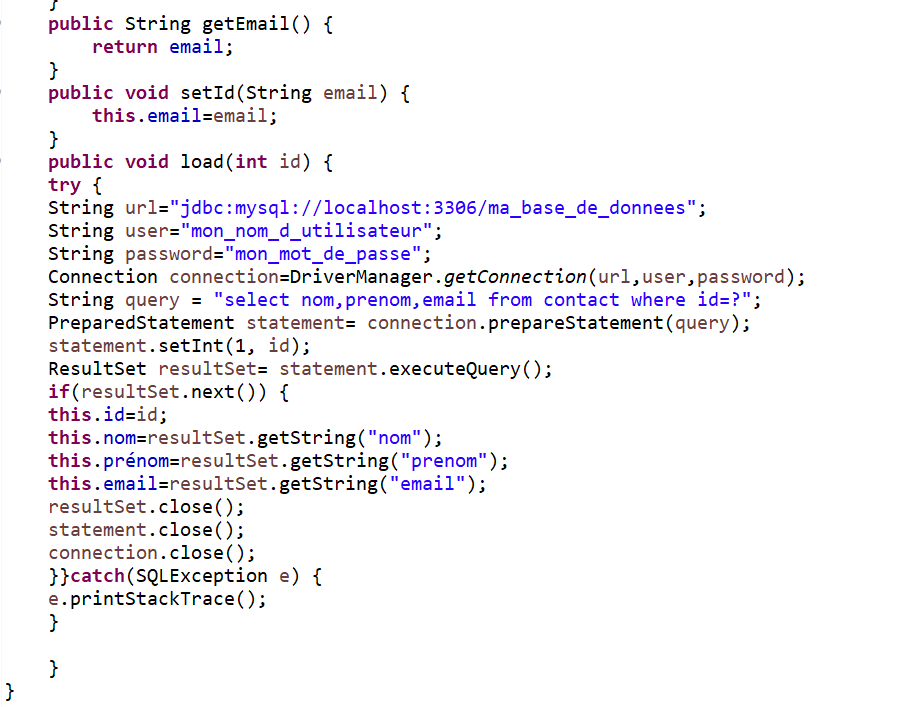 }
public String getEmail() {
return email;
}
public void setId(String email) {
this.email=email;
}
public void load(int id) {
try {
String url="jdbc:mysql://localhost:3306/ma_base_de_donnees";
String user="mon_nom_d_utilisateur";
String password="mon_mot_de_passe";
Connection connection=DriverManager.getConnection(url,user,password);
String query = "select nom,prenom,email from contact where id=?";
PreparedStatement statement= connection.prepareStatement(query);
statement.setInt(1, id);
ResultSet resultSet= statement.executeQuery();
if(resultSet.next()) {
this.id=id;
this.nom=resultSet.getString("nom");
this.prénom=resultSet.getString("prenom");
this.email=resultSet.getString("email");
resultSet.close();
statement.close();
connection.close();
}}catch(SQLException e) {
e.printStackTrace();
}
}
}